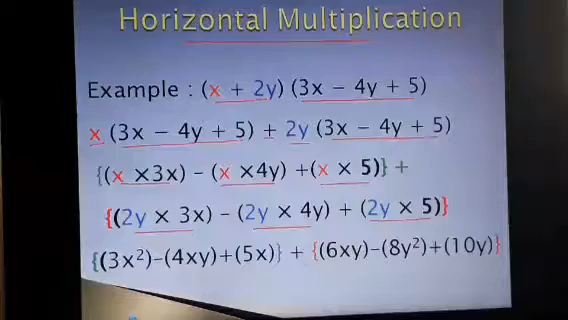 Horizontal Multiplication
Example : (x + 2y) (3x – 4y + 5)
x (3x – 4y + 5) + 2y (3x – 4y + 5)
{(x ×3x) – (x ×4y) +(x × 5)} +
{(2y × 3x) – (2y × 4y) + (2y × 5)}
{(3x²)–(4xy)+(5x)} + {(6xy)–(8y²)+(10y)}